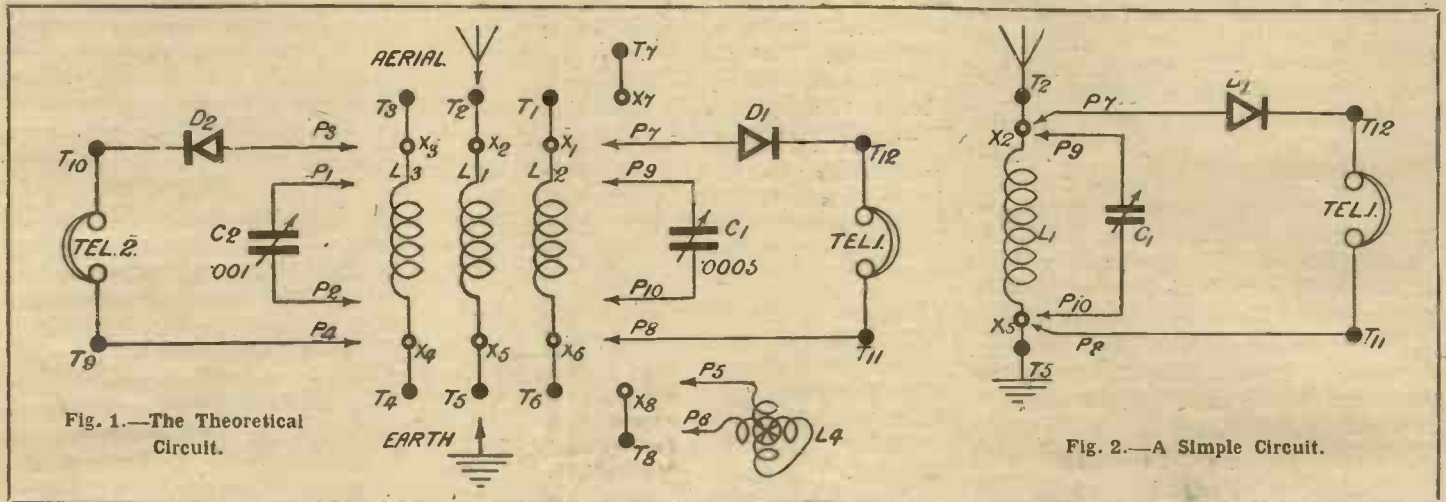 AERIAL
T3
T2
T1
T7
X7
D2
P3
X3
X2
X1
P7
D1
T10
T12
P1
L3
L1
L2
P9
TEL.2.
C2
.001
C1
.0005
TEL.1.
P2
P10
P4
X4
X5
X6
P8
T9
T11
T4
T5
T6
X8
P5
P6
L4
T8
EARTH
Fig. 1.—The Theoretical
Circuit.
T2
P7
D1
T12
X2
P9
L1
C1
TEL.1.
P10
X5
P8
T11
T5
Fig. 2.—A Simple Circuit.